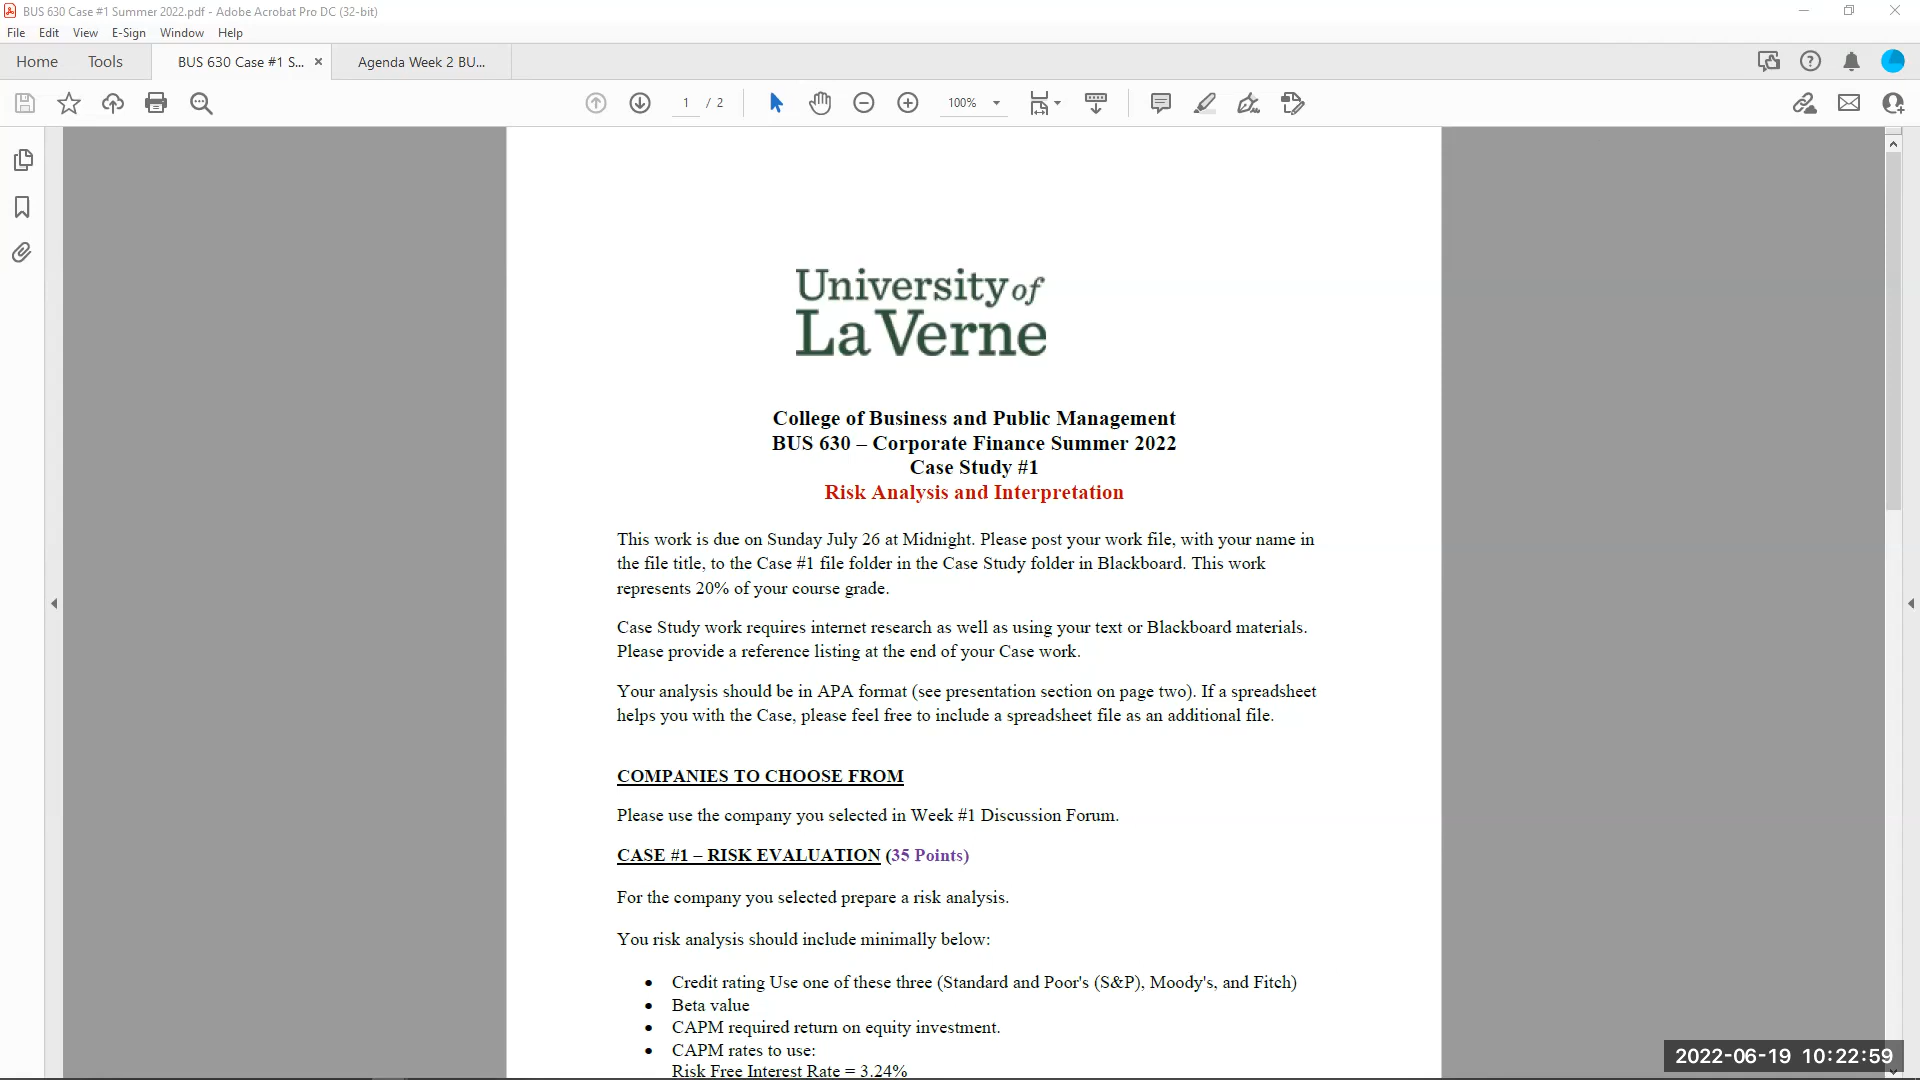 BUS 630 Case #1 Summer 2022.pdf - Adobe Acrobat Pro DC (32-bit)
File Edit View E-Sign Window Help
Home Tools BUS 630 Case #1 S... × Agenda Week 2 BU...
1 / 2 100%
University of
La Verne
College of Business and Public Management
BUS 630 – Corporate Finance Summer 2022
Case Study #1
Risk Analysis and Interpretation
This work is due on Sunday July 26 at Midnight. Please post your work file, with your name in
the file title, to the Case #1 file folder in the Case Study folder in Blackboard. This work
represents 20% of your course grade.
Case Study work requires internet research as well as using your text or Blackboard materials.
Please provide a reference listing at the end of your Case work.
Your analysis should be in APA format (see presentation section on page two). If a spreadsheet
helps you with the Case, please feel free to include a spreadsheet file as an additional file.
COMPANIES TO CHOOSE FROM
Please use the company you selected in Week #1 Discussion Forum.
CASE #1 – RISK EVALUATION (35 Points)
For the company you selected prepare a risk analysis.
You risk analysis should include minimally below:
• Credit rating Use one of these three (Standard and Poor's (S&P), Moody's, and Fitch)
• Beta value
• CAPM required return on equity investment.
• CAPM rates to use:
Risk Free Interest Rate = 3.24%
2022-06-19 10:22:59